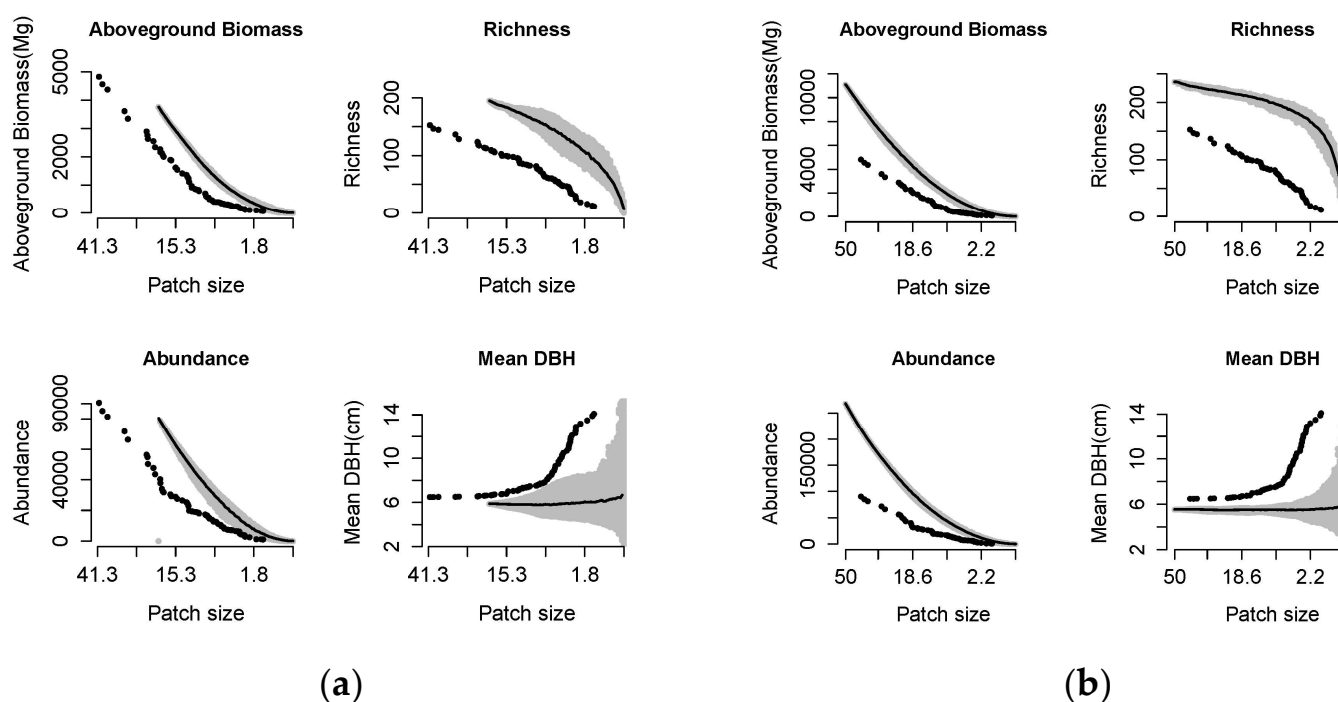 Aboveground Biomass
Aboveground Biomass(Mg)
5000
2000
0
41.3 15.3 1.8
Patch size
Richness
Richness
200
100
0
41.3 15.3 1.8
Patch size
Aboveground Biomass
Aboveground Biomass(Mg)
10000
4000
0
50 18.6 2.2
Patch size
Richness
Richness
200
100
0
50 18.6 2.2
Patch size
Abundance
Abundance
90000
40000
0
41.3 15.3 1.8
Patch size
Mean DBH
Mean DBH(cm)
14
10
6
2
41.3 15.3 1.8
Patch size
Abundance
Abundance
150000
0
50 18.6 2.2
Patch size
Mean DBH
Mean DBH(cm)
14
10
6
2
50 18.6 2.2
Patch size
(a)
(b)